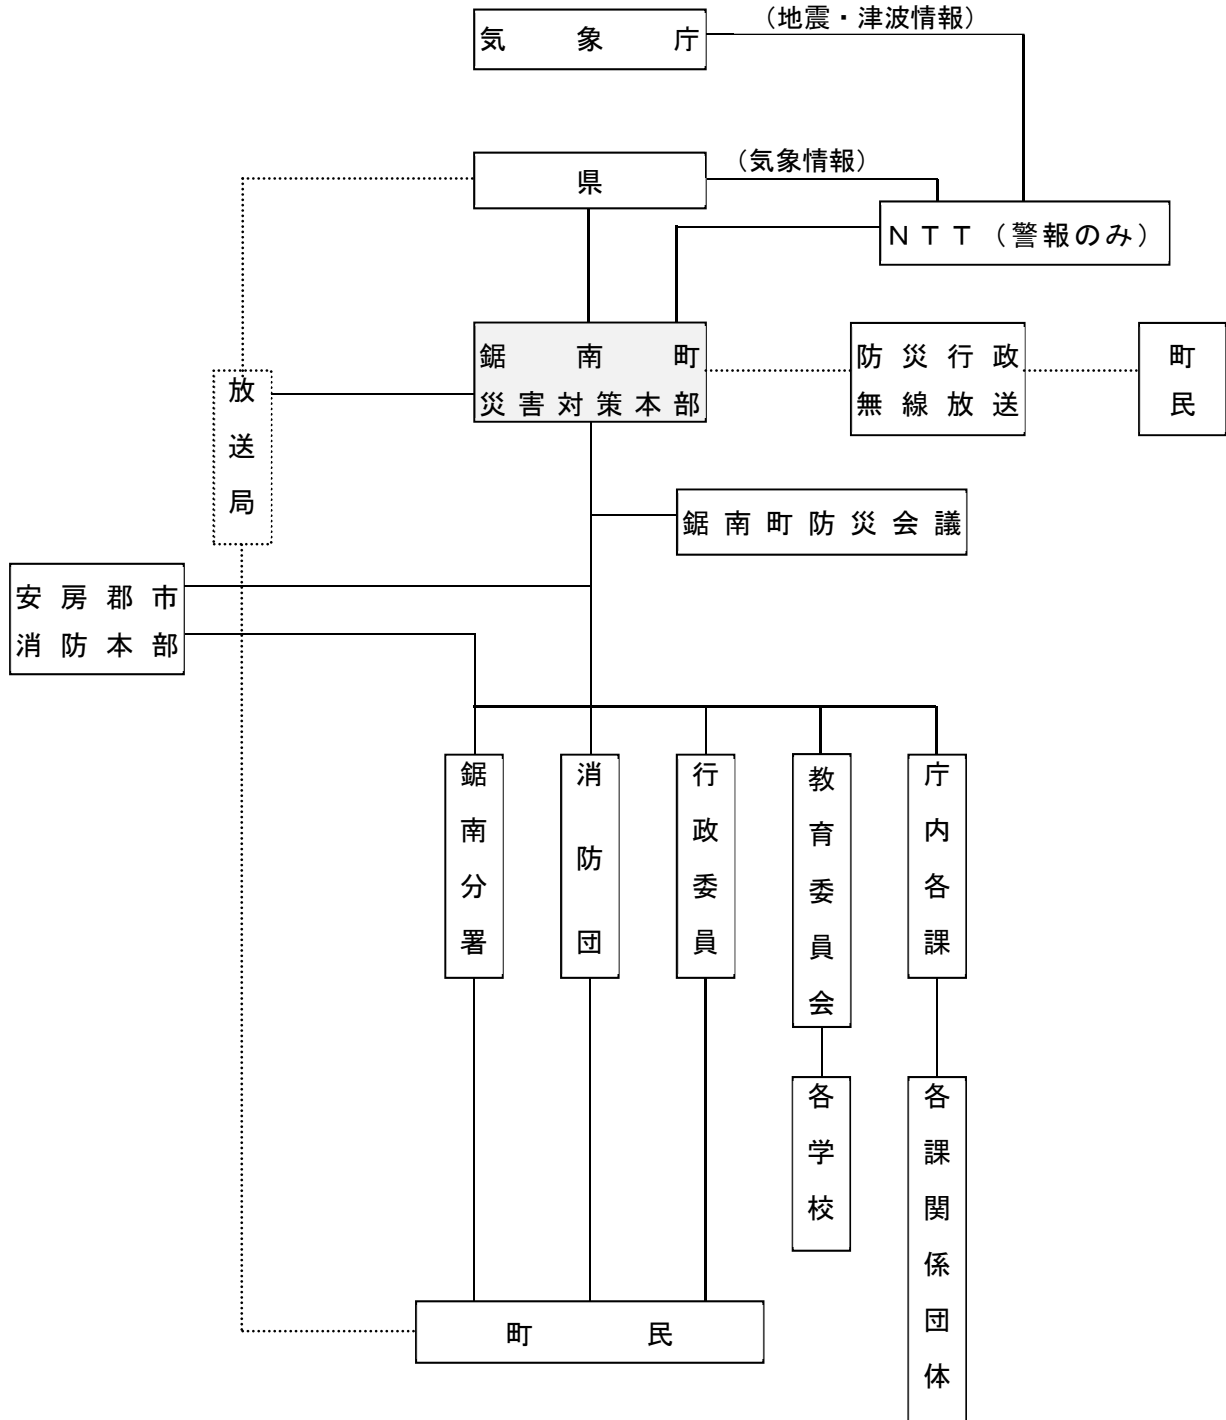 (地震・津波情報)
気象庁
(気象情報)
県
NTT(警報のみ)
鋸南町
災害対策本部
防災行政
無線放送
町
民
放送局
鋸南町防災会議
安房郡市
消防本部
鋸南分署
消防団
行政委員
教育委員会
庁内各課
各学校
各課関係団体
町民